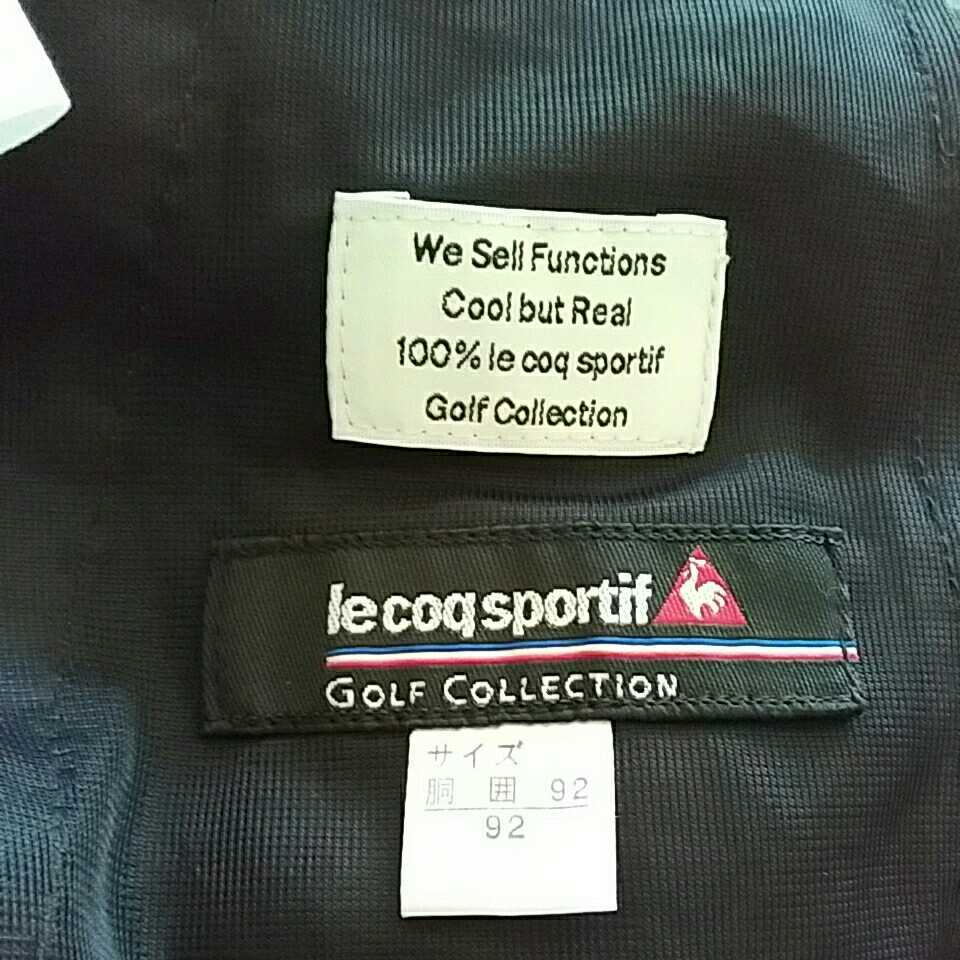 We Sell Functions
Cool but Real
100% le coq sportif
Golf Collection
le coq sportif
GOLF COLLECTION
サイズ
胴囲 92
92